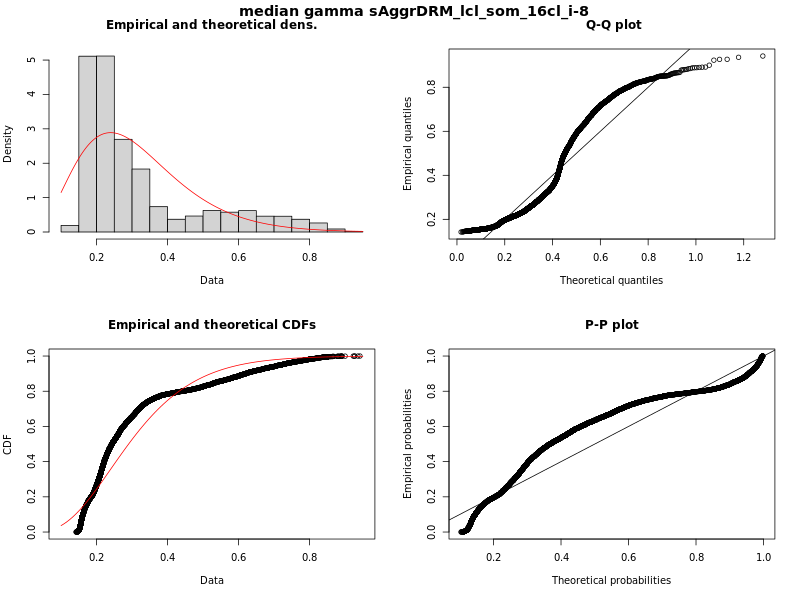 median gamma sAggrDRM_lcl_som_16cl_i-8
Empirical and theoretical dens.
Density
0 1 2 3 4 5
0.2 0.4 0.6 0.8
Data
Q-Q plot
Empirical quantiles
0.2 0.4 0.6 0.8
0.0 0.2 0.4 0.6 0.8 1.0 1.2
Theoretical quantiles
Empirical and theoretical CDFs
CDF
0.0 0.2 0.4 0.6 0.8 1.0
0.2 0.4 0.6 0.8
Data
P-P plot
Empirical probabilities
0.0 0.2 0.4 0.6 0.8 1.0
0.2 0.4 0.6 0.8 1.0
Theoretical probabilities